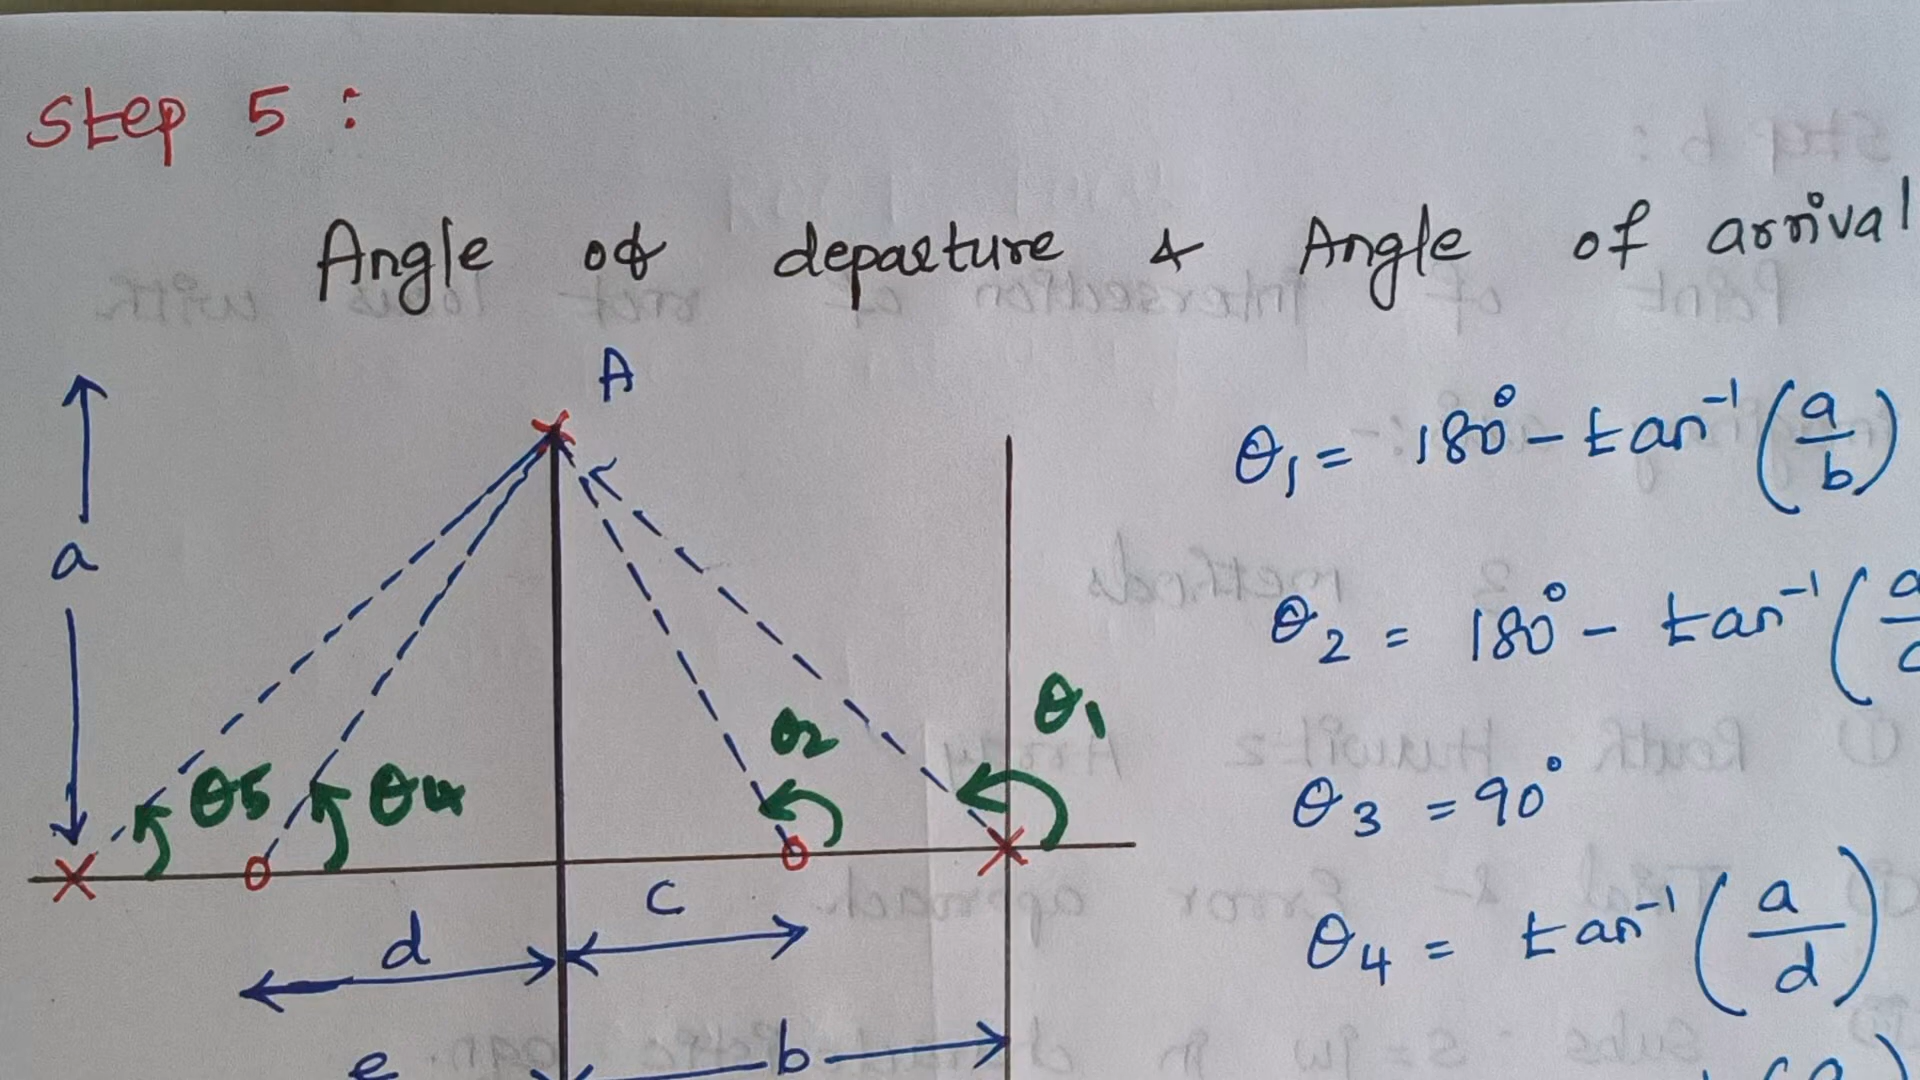 Step 5 :
Angle of departure & Angle of arrival
A
a
θ1 = 180° - tan⁻¹ (a/b)
θ2 = 180° - tan⁻¹ (a/
θ1
θ2
θ5 θ4
θ3 = 90°
θ4 = tan⁻¹ (a/d)
c
d
b
e